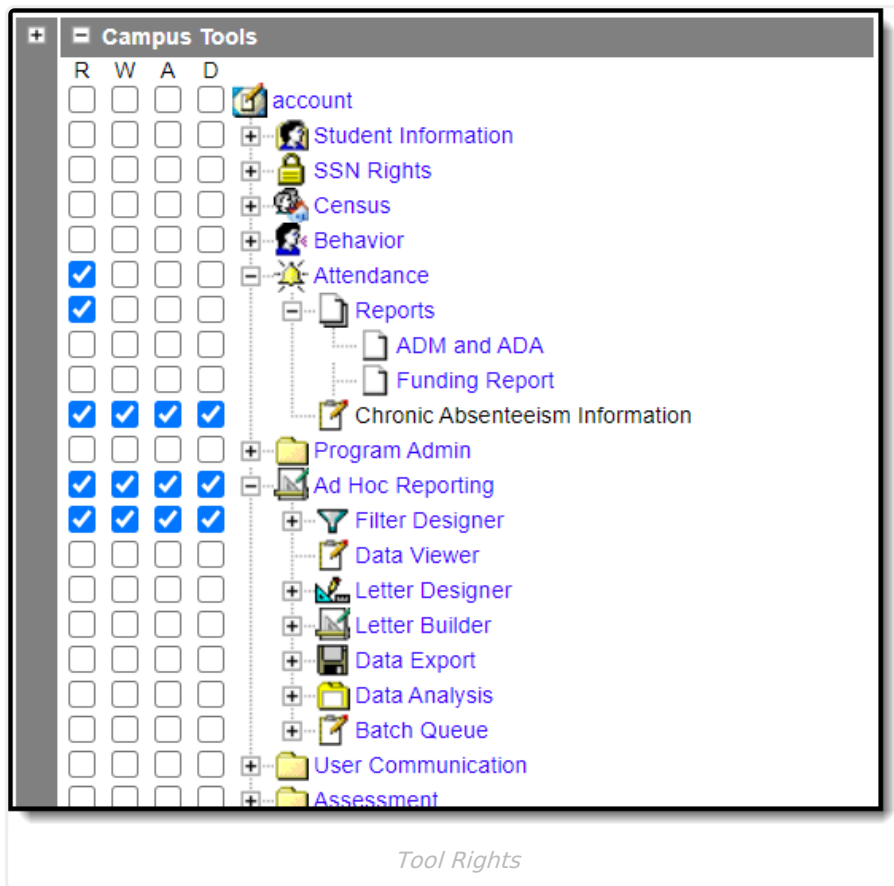 Campus Tools
R W A D
account
Student Information
SSN Rights
Census
Behavior
Attendance
Reports
ADM and ADA
Funding Report
Chronic Absenteeism Information
Program Admin
Ad Hoc Reporting
Filter Designer
Data Viewer
Letter Designer
Letter Builder
Data Export
Data Analysis
Batch Queue
User Communication
Assessment
Tool Rights